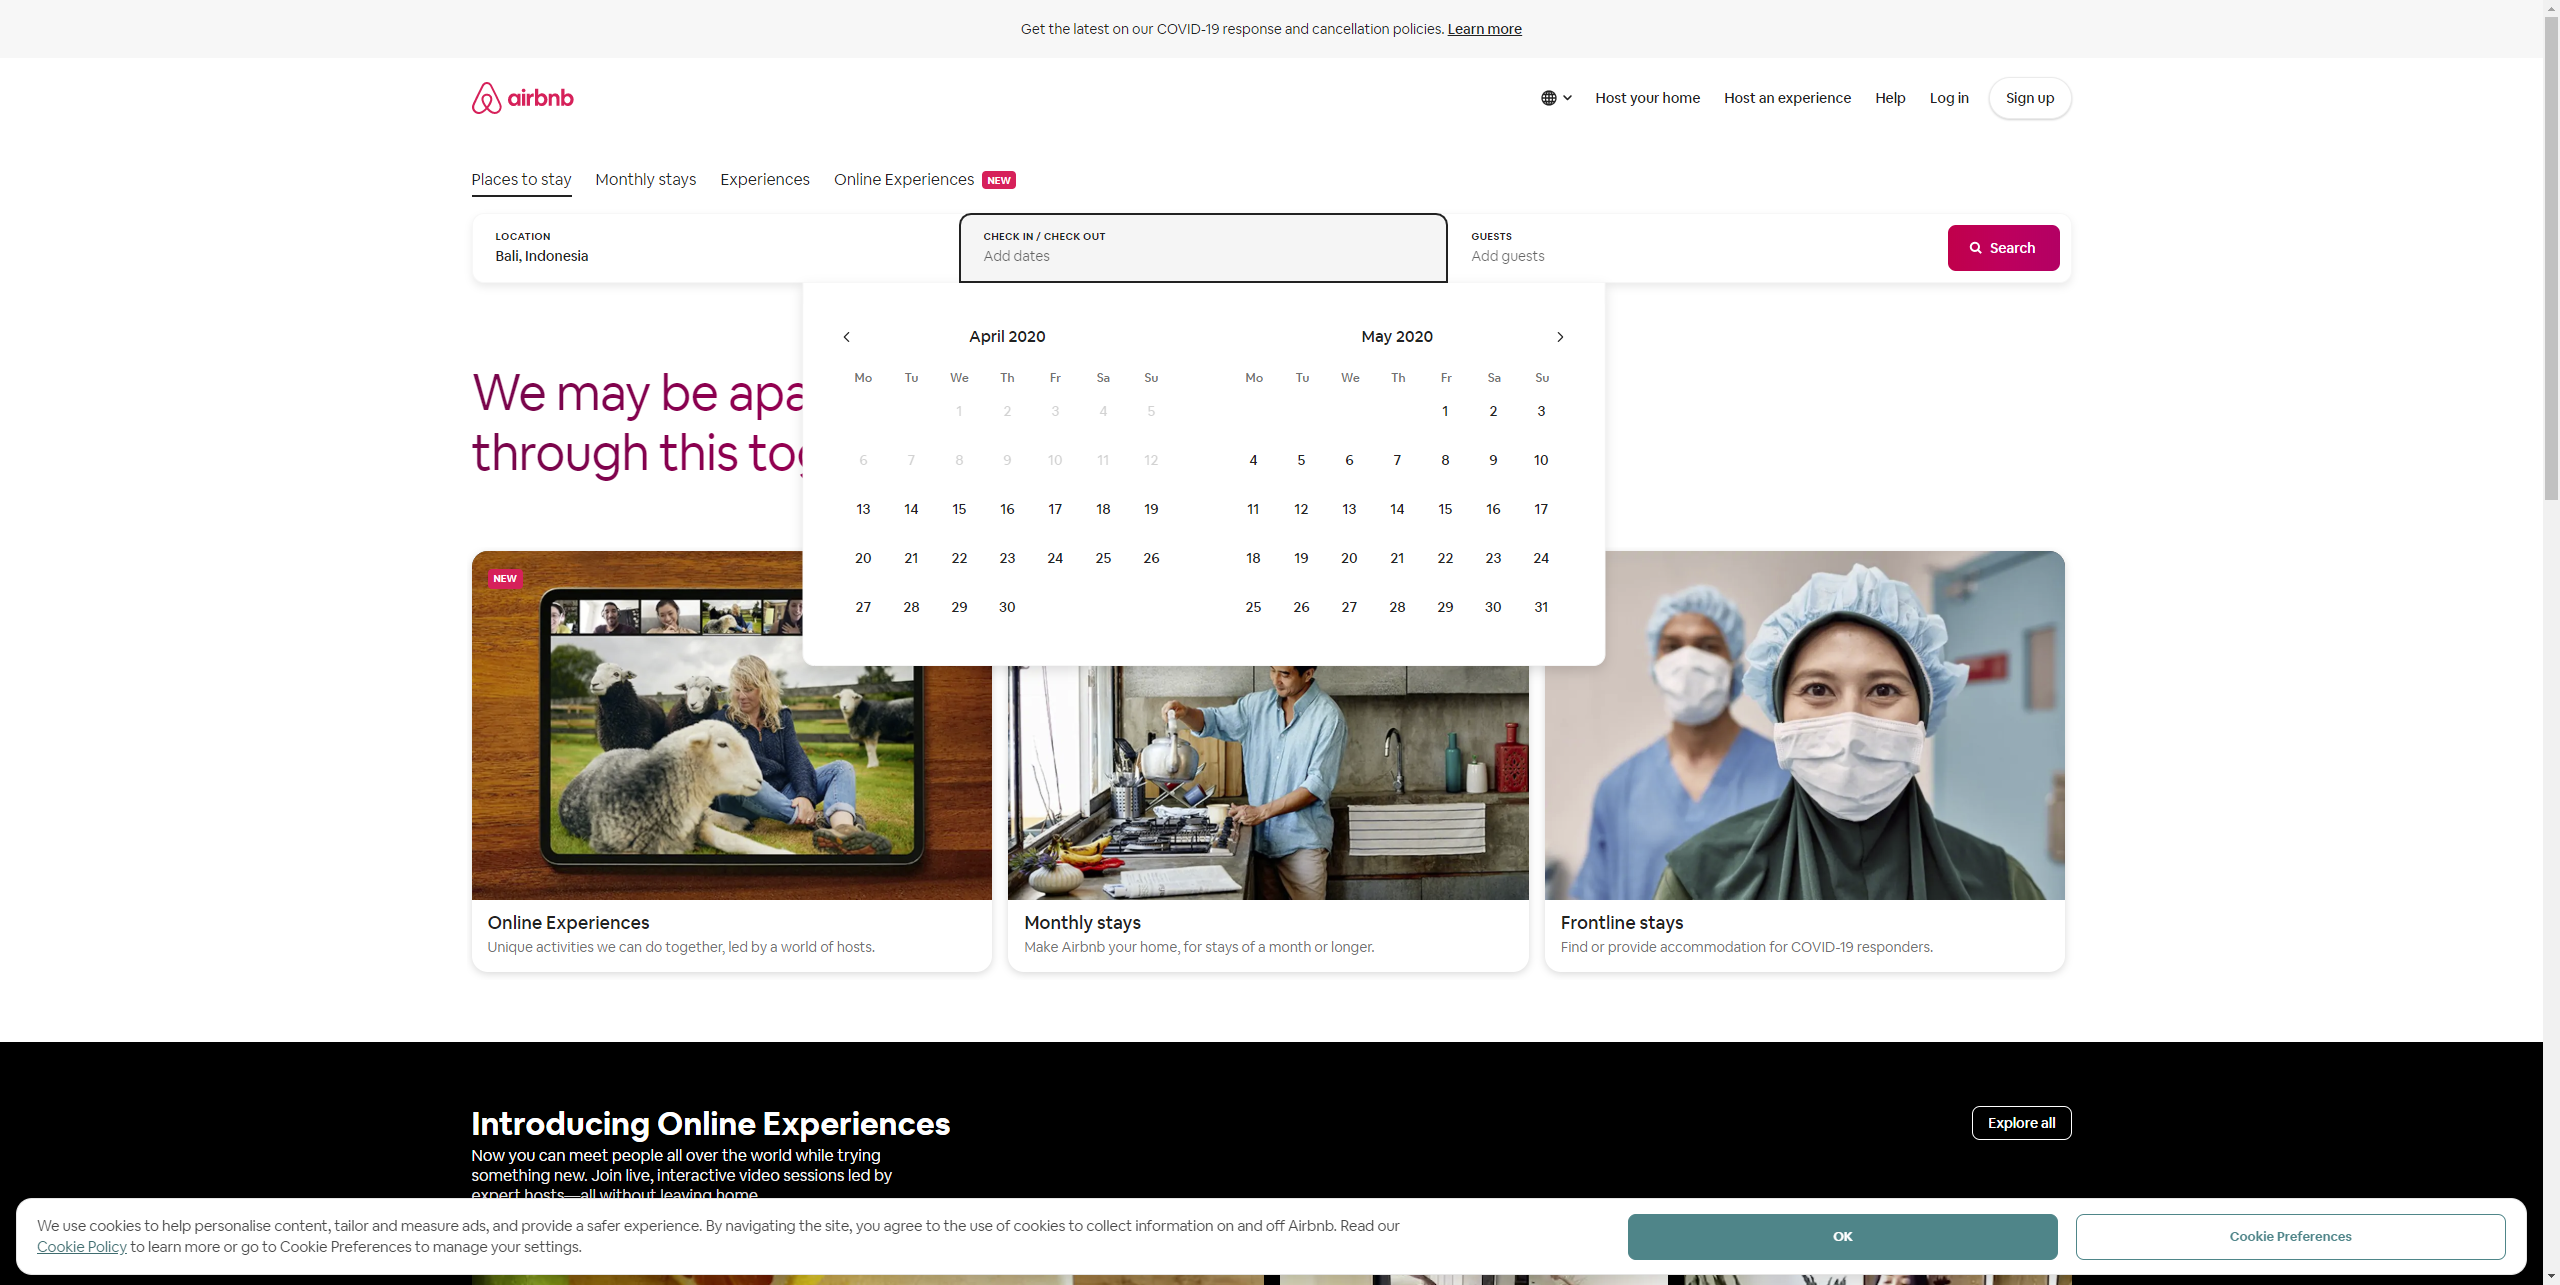 Get the latest on our COVID-19 response and cancellation policies. Learn more
airbnb
Host your home
Host an experience
Help
Log in
Sign up
Places to stay
Monthly stays
Experiences
Online Experiences
NEW
LOCATION
Bali, Indonesia
CHECK IN / CHECK OUT
Add dates
GUESTS
Add guests
Search
April 2020
Mo Tu We Th Fr Sa Su
1 2 3 4 5
6 7 8 9 10 11 12
13 14 15 16 17 18 19
20 21 22 23 24 25 26
27 28 29 30
May 2020
Mo Tu We Th Fr Sa Su
1 2 3
4 5 6 7 8 9 10
11 12 13 14 15 16 17
18 19 20 21 22 23 24
25 26 27 28 29 30 31
We may be
through this
NEW
Online Experiences
Unique activities we can do together, led by a world of hosts.
Monthly stays
Make Airbnb your home, for stays of a month or longer.
Frontline stays
Find or provide accommodation for COVID-19 responders.
Introducing Online Experiences
Explore all
Now you can meet people all over the world while trying
something new. Join live, interactive video sessions led by
expert hosts—all without leaving home.
We use cookies to help personalise content, tailor and measure ads, and provide a safer experience. By navigating the site, you agree to the use of cookies to collect information on and off Airbnb. Read our
Cookie Policy to learn more or go to Cookie Preferences to manage your settings.
OK
Cookie Preferences